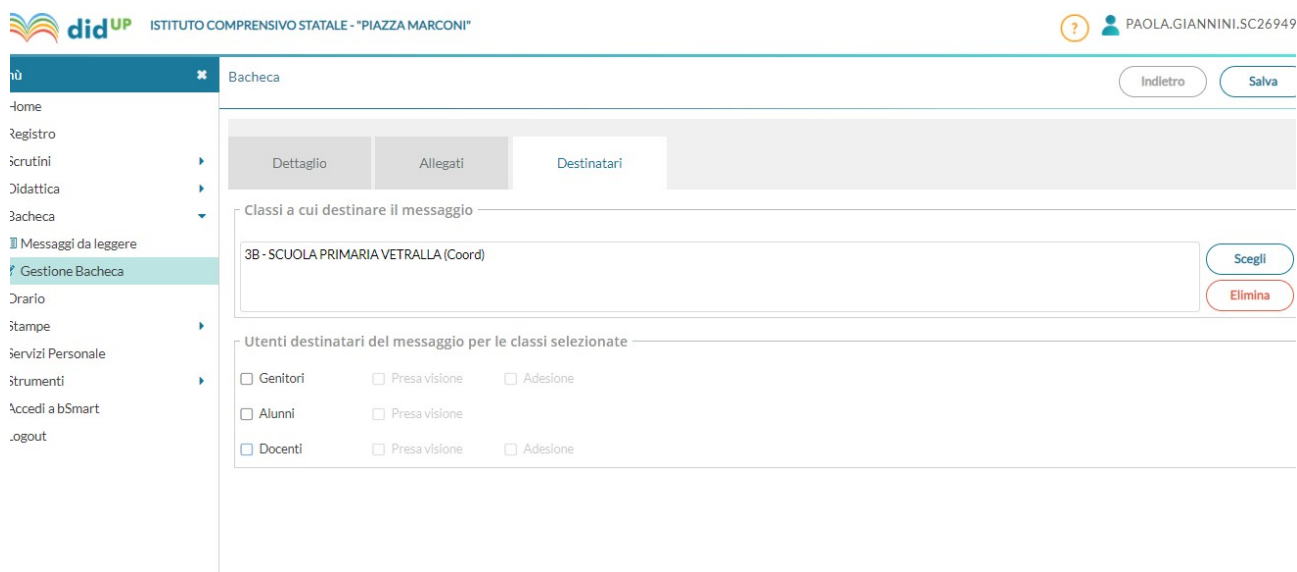 didUP ISTITUTO COMPRENSIVO STATALE - "PIAZZA MARCONI"
? PAOLA.GIANNINI.SC26949
nù ✖
Bacheca
Indietro Salva
Home
Registro
Scrutini
Didattica
Bacheca
Messaggi da leggere
Gestione Bacheca
Orario
Stampe
Servizi Personale
Strumenti
Accedi a bSmart
Logout
Dettaglio Allegati Destinatari
Classi a cui destinare il messaggio
3B - SCUOLA PRIMARIA VETRALLA (Coord)
Scegli
Elimina
Utenti destinatari del messaggio per le classi selezionate
Genitori Presa visione Adesione
Alunni Presa visione
Docenti Presa visione Adesione